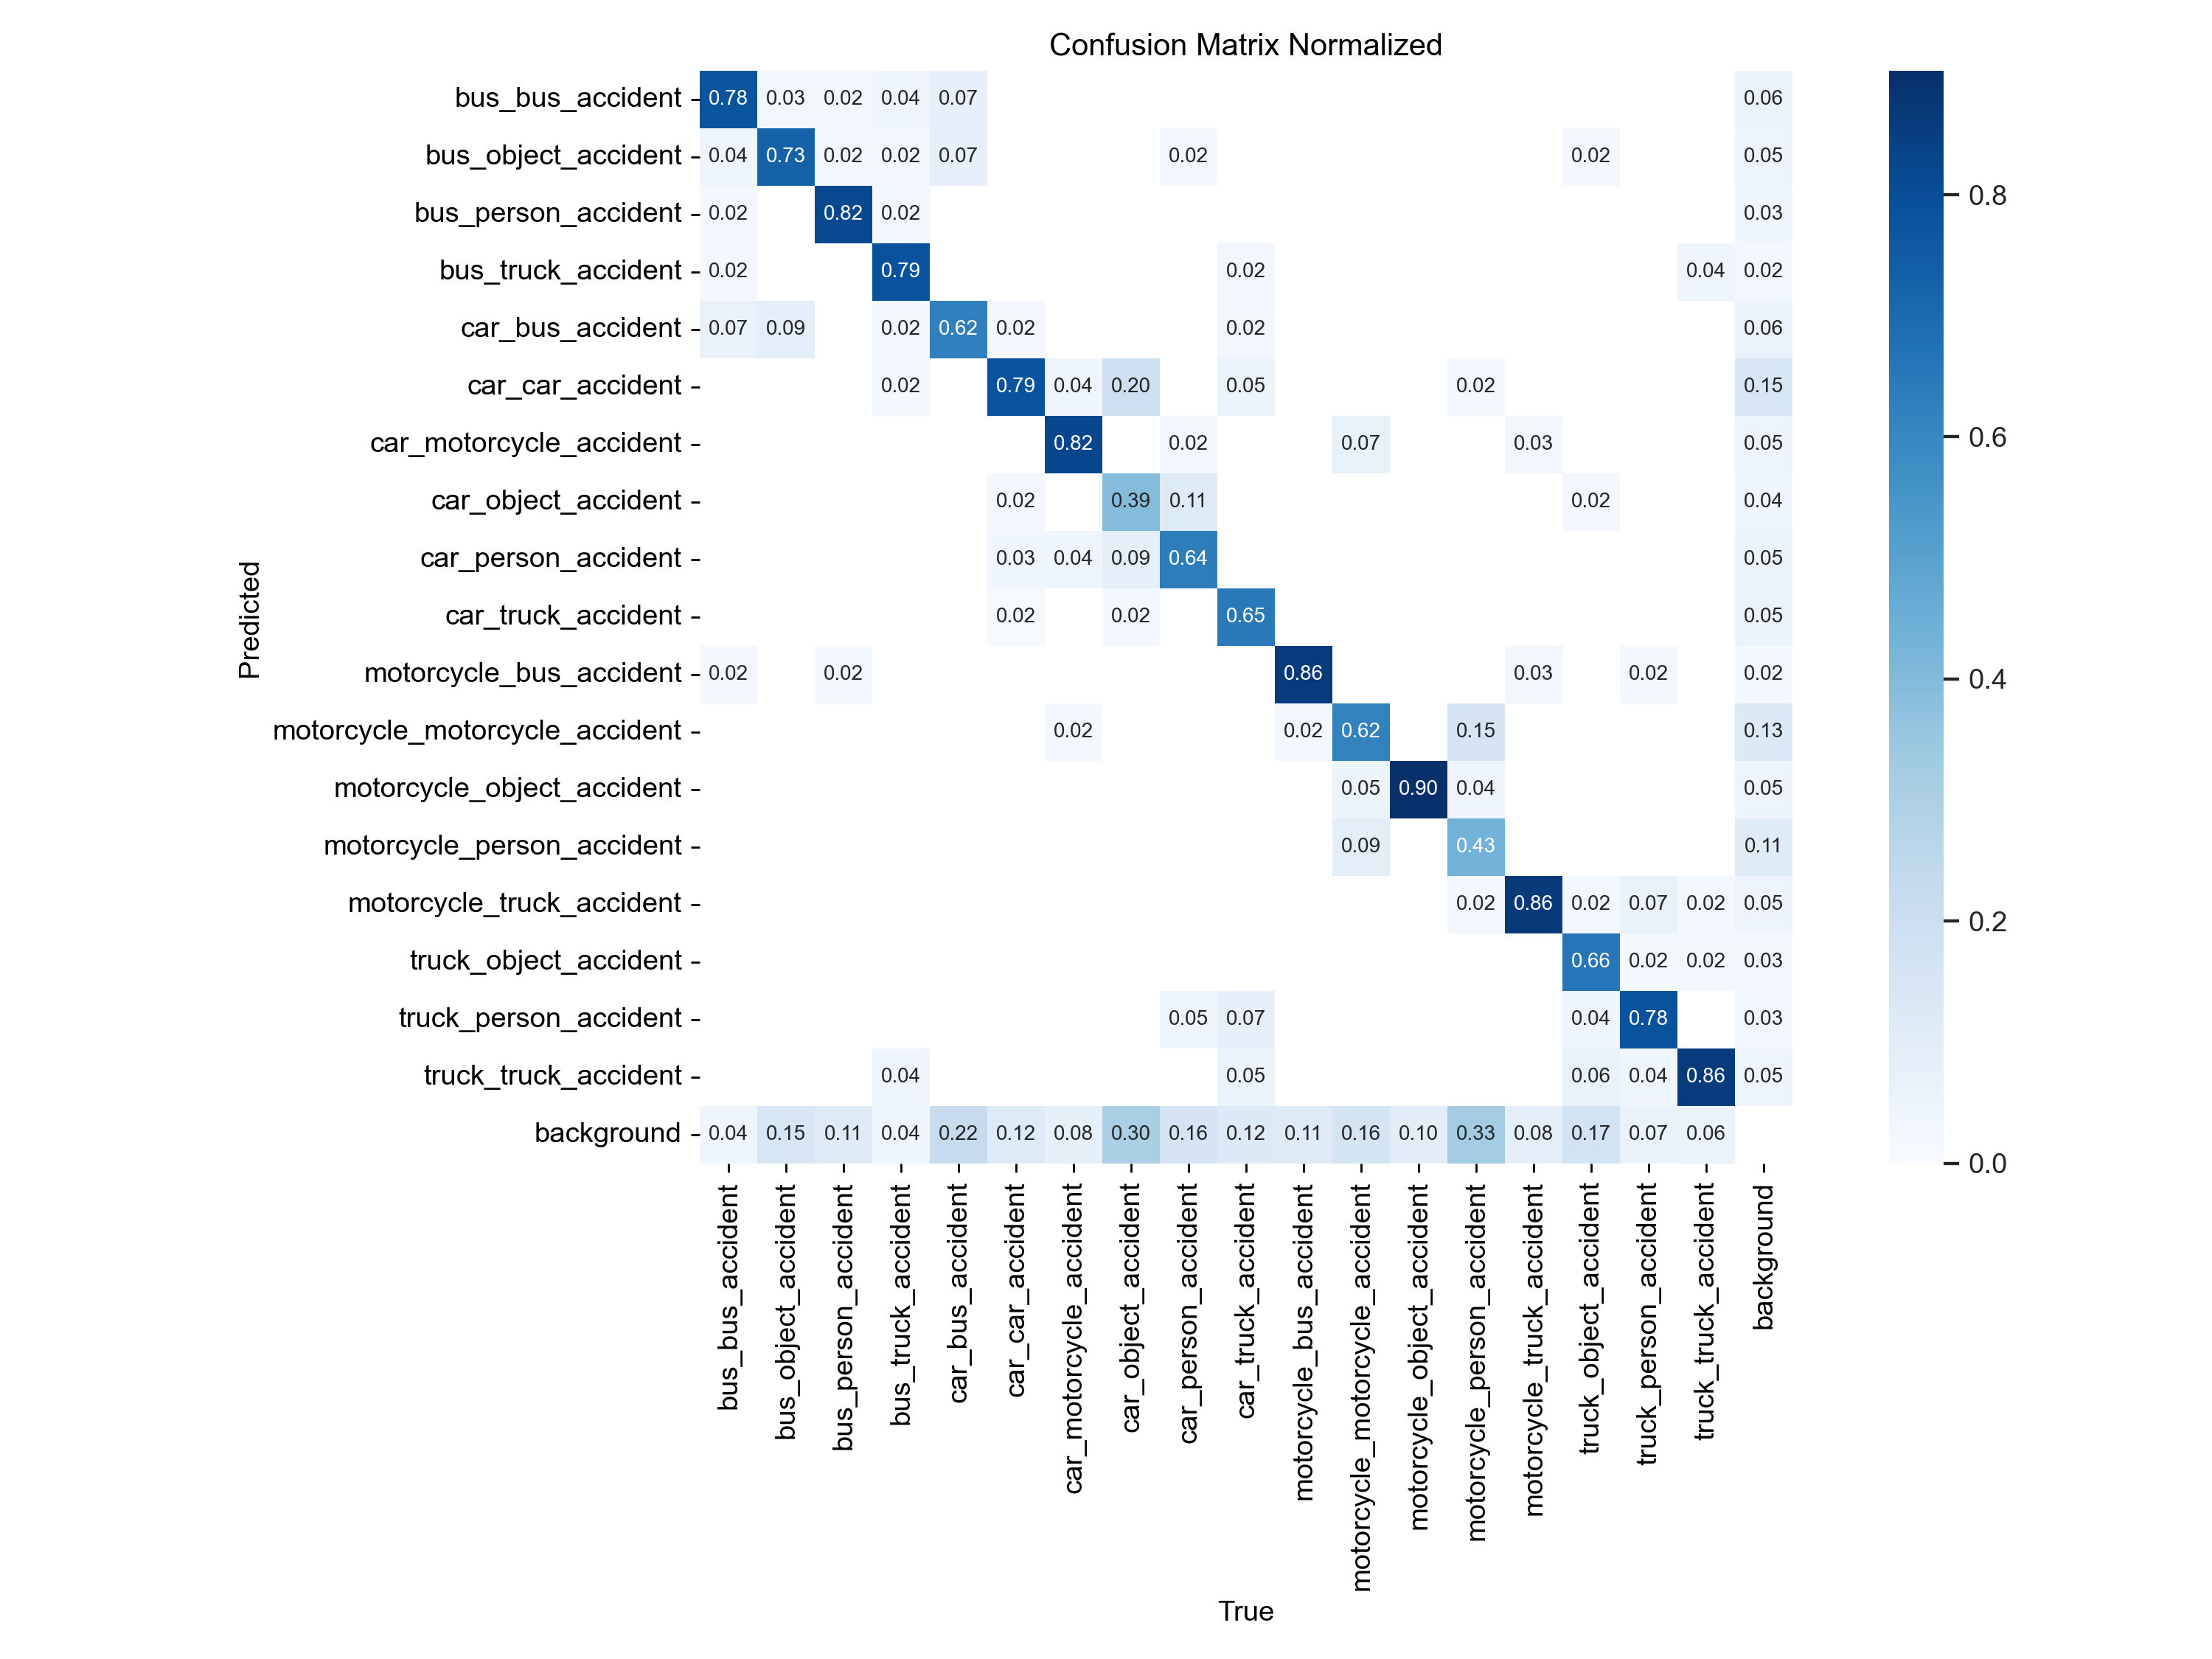 Confusion Matrix Normalized
bus_bus_accident 0.78 0.03 0.02 0.04 0.07 0.06
bus_object_accident 0.04 0.73 0.02 0.02 0.07 0.02 0.02 0.05
bus_person_accident 0.02 0.82 0.02 0.03
bus_truck_accident 0.02 0.79 0.02 0.04 0.02
car_bus_accident 0.07 0.09 0.02 0.62 0.02 0.02 0.06
car_car_accident 0.02 0.79 0.04 0.20 0.05 0.02 0.15
car_motorcycle_accident 0.82 0.02 0.07 0.03 0.05
car_object_accident 0.02 0.39 0.11 0.02 0.04
car_person_accident 0.03 0.04 0.09 0.64 0.05
car_truck_accident 0.02 0.02 0.65 0.05
motorcycle_bus_accident 0.02 0.02 0.86 0.03 0.02 0.02
motorcycle_motorcycle_accident 0.02 0.02 0.62 0.15 0.13
motorcycle_object_accident 0.05 0.90 0.04 0.05
motorcycle_person_accident 0.09 0.43 0.11
motorcycle_truck_accident 0.02 0.86 0.02 0.07 0.02 0.05
truck_object_accident 0.66 0.02 0.02 0.03
truck_person_accident 0.05 0.07 0.04 0.78 0.03
truck_truck_accident 0.04 0.05 0.06 0.04 0.86 0.05
background 0.04 0.15 0.11 0.04 0.22 0.12 0.08 0.30 0.16 0.12 0.11 0.16 0.10 0.33 0.08 0.17 0.07 0.06
Predicted
bus_bus_accident
bus_object_accident
bus_person_accident
bus_truck_accident
car_bus_accident
car_car_accident
car_motorcycle_accident
car_object_accident
car_person_accident
car_truck_accident
motorcycle_bus_accident
motorcycle_motorcycle_accident
motorcycle_object_accident
motorcycle_person_accident
motorcycle_truck_accident
truck_object_accident
truck_person_accident
truck_truck_accident
background
True
0.8
0.6
0.4
0.2
0.0